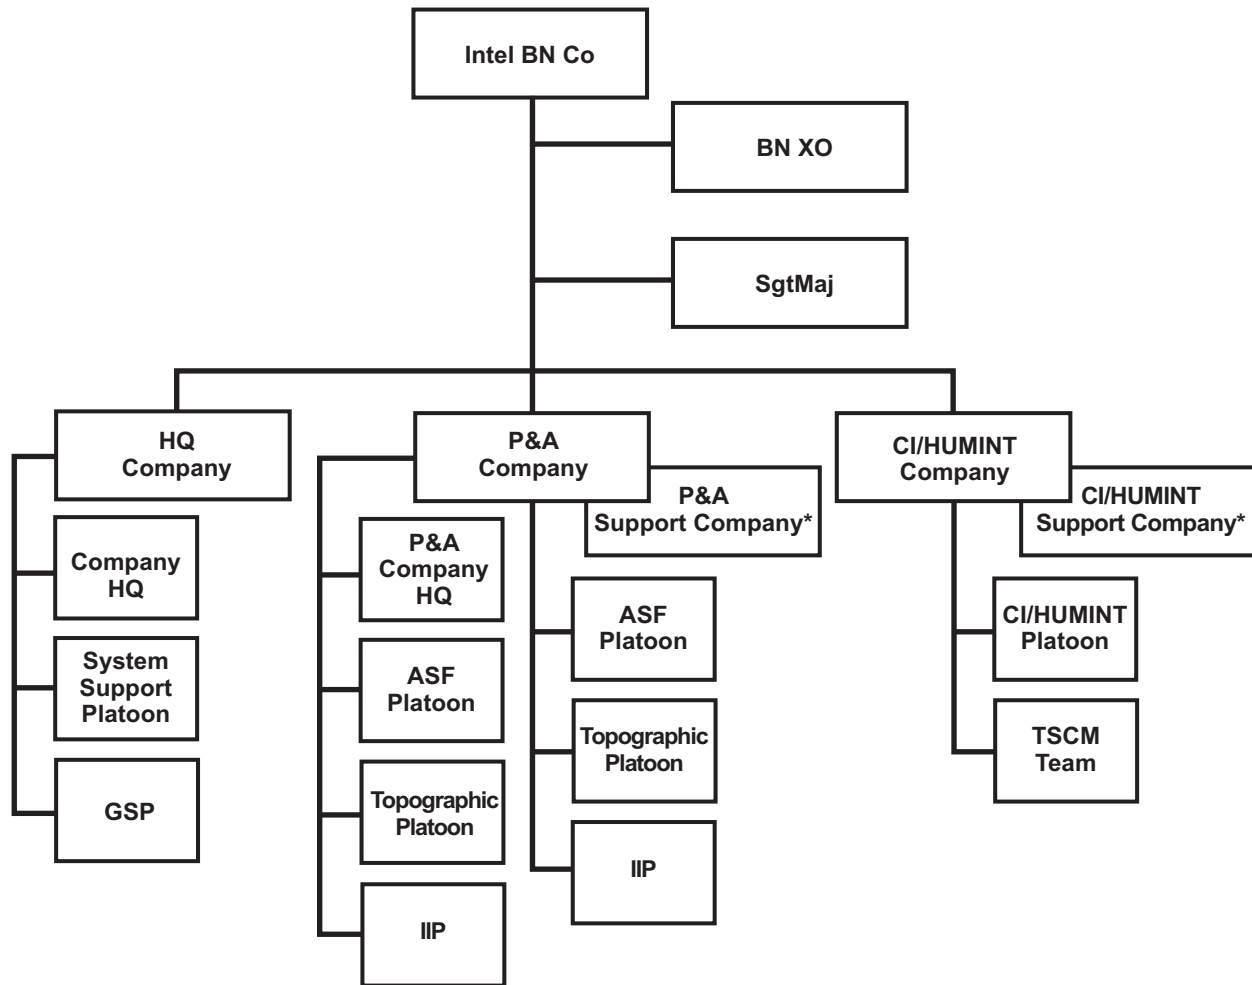 Intel BN Co
BN XO
SgtMaj
HQ
Company
P&A
Company
CI/HUMINT
Company
P&A
Support Company*
CI/HUMINT
Support Company*
Company
HQ
System
Support
Platoon
GSP
P&A
Company
HQ
ASF
Platoon
Topographic
Platoon
IIP
ASF
Platoon
Topographic
Platoon
IIP
CI/HUMINT
Platoon
TSCM
Team